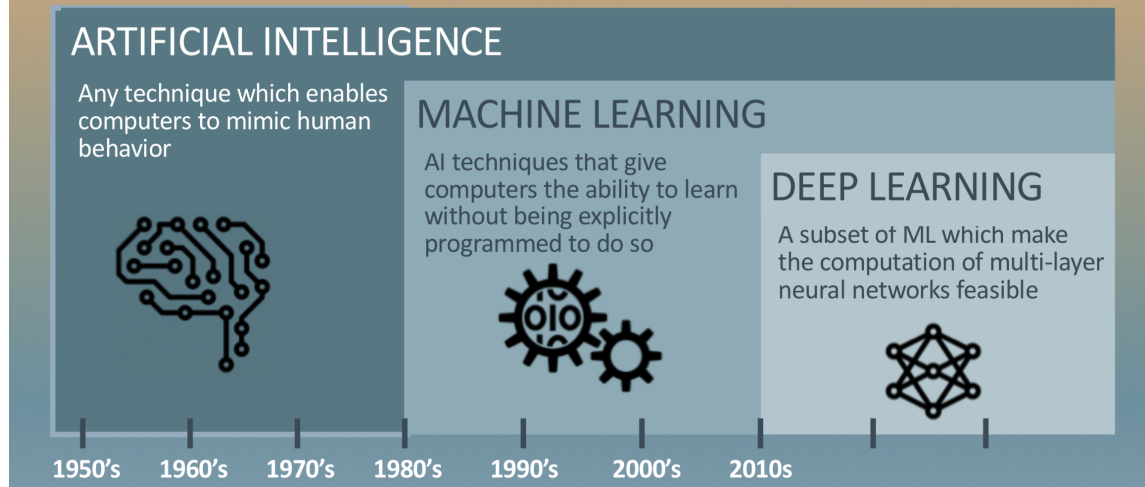 ARTIFICIAL INTELLIGENCE
Any technique which enables
computers to mimic human
behavior
MACHINE LEARNING
AI techniques that give
computers the ability to learn
without being explicitly
programmed to do so
DEEP LEARNING
A subset of ML which make
the computation of multi-layer
neural networks feasible
1950's 1960's 1970's 1980's 1990's 2000's 2010s